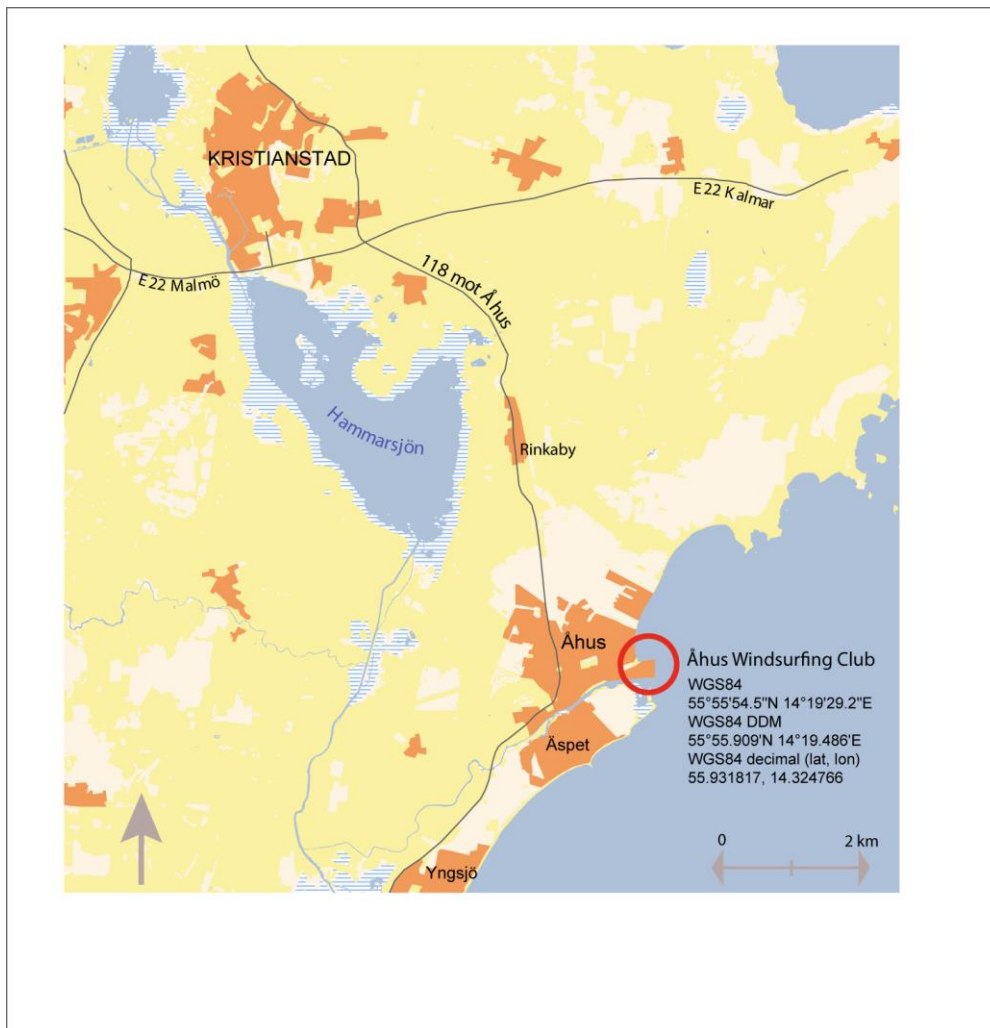 KRISTIANSTAD
E22 Kalmar
E22 Malmö
118 mot Åhus
Hammarsjön
Rinkaby
Åhus
Åhus Windsurfing Club
WGS84
55°55'54.5"N 14°19'29.2"E
WGS84 DDM
55°55.909'N 14°19.486'E
WGS84 decimal (lat, lon)
55.931817, 14.324766
Äspet
0 2 km
Yngsjö